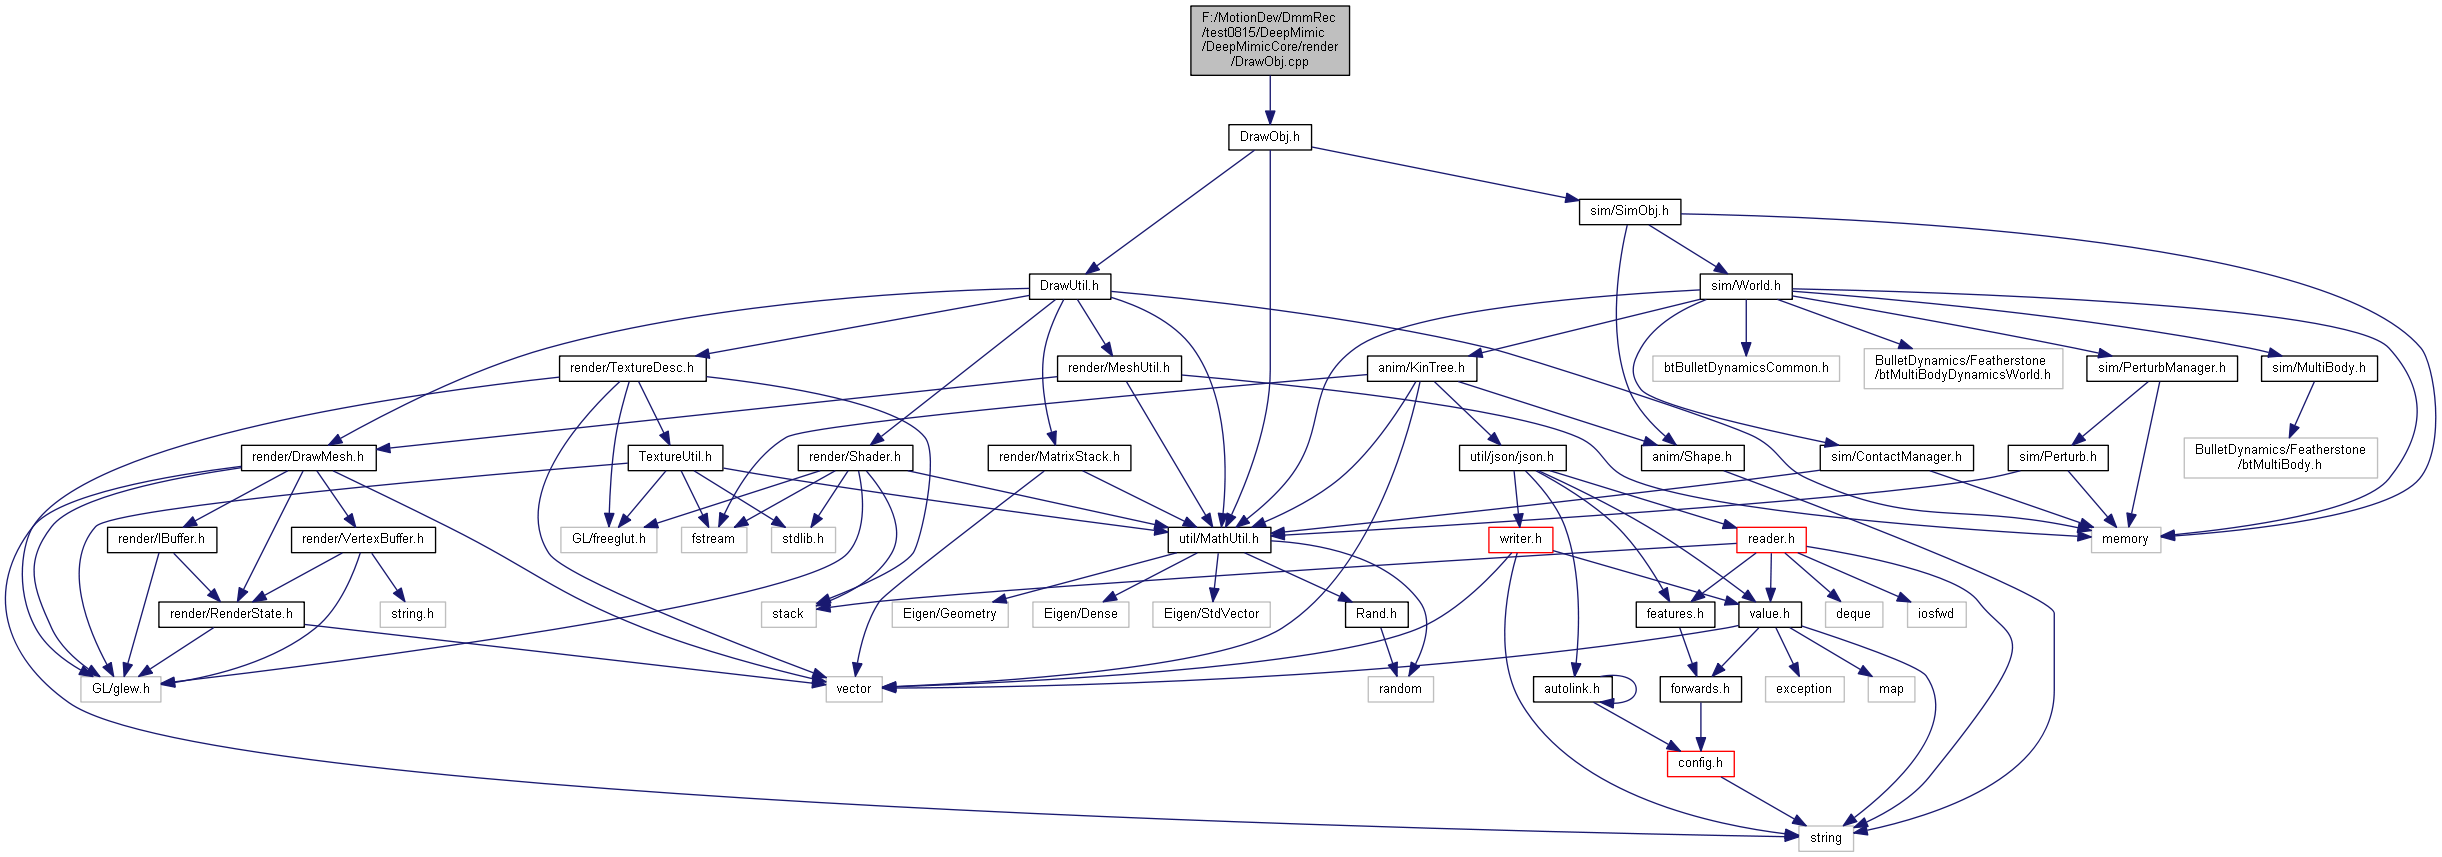 F:/MotionDev/DmmRec
/test0815/DeepMimic
/DeepMimicCore/render
/DrawObj.cpp
DrawObj.h
sim/SimObj.h
DrawUtil.h
sim/World.h
render/TextureDesc.h
render/MeshUtil.h
anim/KinTree.h
btBulletDynamicsCommon.h
BulletDynamics/Featherstone
/btMultiBodyDynamicsWorld.h
sim/PerturbManager.h
sim/MultiBody.h
render/DrawMesh.h
TextureUtil.h
render/Shader.h
render/MatrixStack.h
util/json/json.h
anim/Shape.h
sim/ContactManager.h
sim/Perturb.h
BulletDynamics/Featherstone
/btMultiBody.h
render/IBuffer.h
render/VertexBuffer.h
GL/freeglut.h
fstream
stdlib.h
util/MathUtil.h
writer.h
reader.h
memory
render/RenderState.h
string.h
stack
Eigen/Geometry
Eigen/Dense
Eigen/StdVector
Rand.h
features.h
value.h
deque
iosfwd
GL/glew.h
vector
random
autolink.h
forwards.h
exception
map
config.h
string